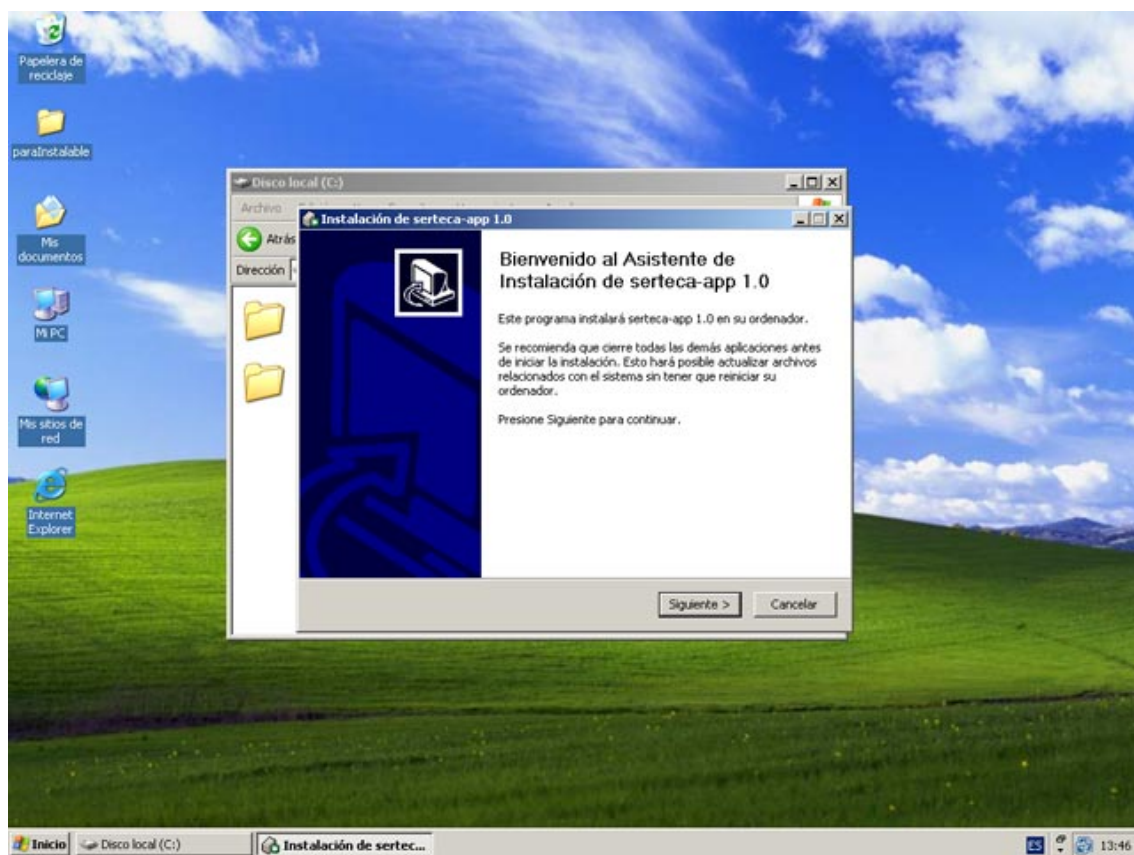 Papelera de
reciclaje
paraInstalable
Mis
documentos
Mi PC
Mis sitios de
red
Internet
Explorer
Disco local (C:)
Archivo
Atrás
Dirección
Instalación de serteca-app 1.0
Bienvenido al Asistente de
Instalación de serteca-app 1.0
Este programa instalará serteca-app 1.0 en su ordenador.
Se recomienda que cierre todas las demás aplicaciones antes
de iniciar la instalación. Esto hará posible actualizar archivos
relacionados con el sistema sin tener que reiniciar su
ordenador.
Presione Siguiente para continuar.
Siguiente >
Cancelar
Inicio
Disco local (C:)
Instalación de sertec...
ES
13:46